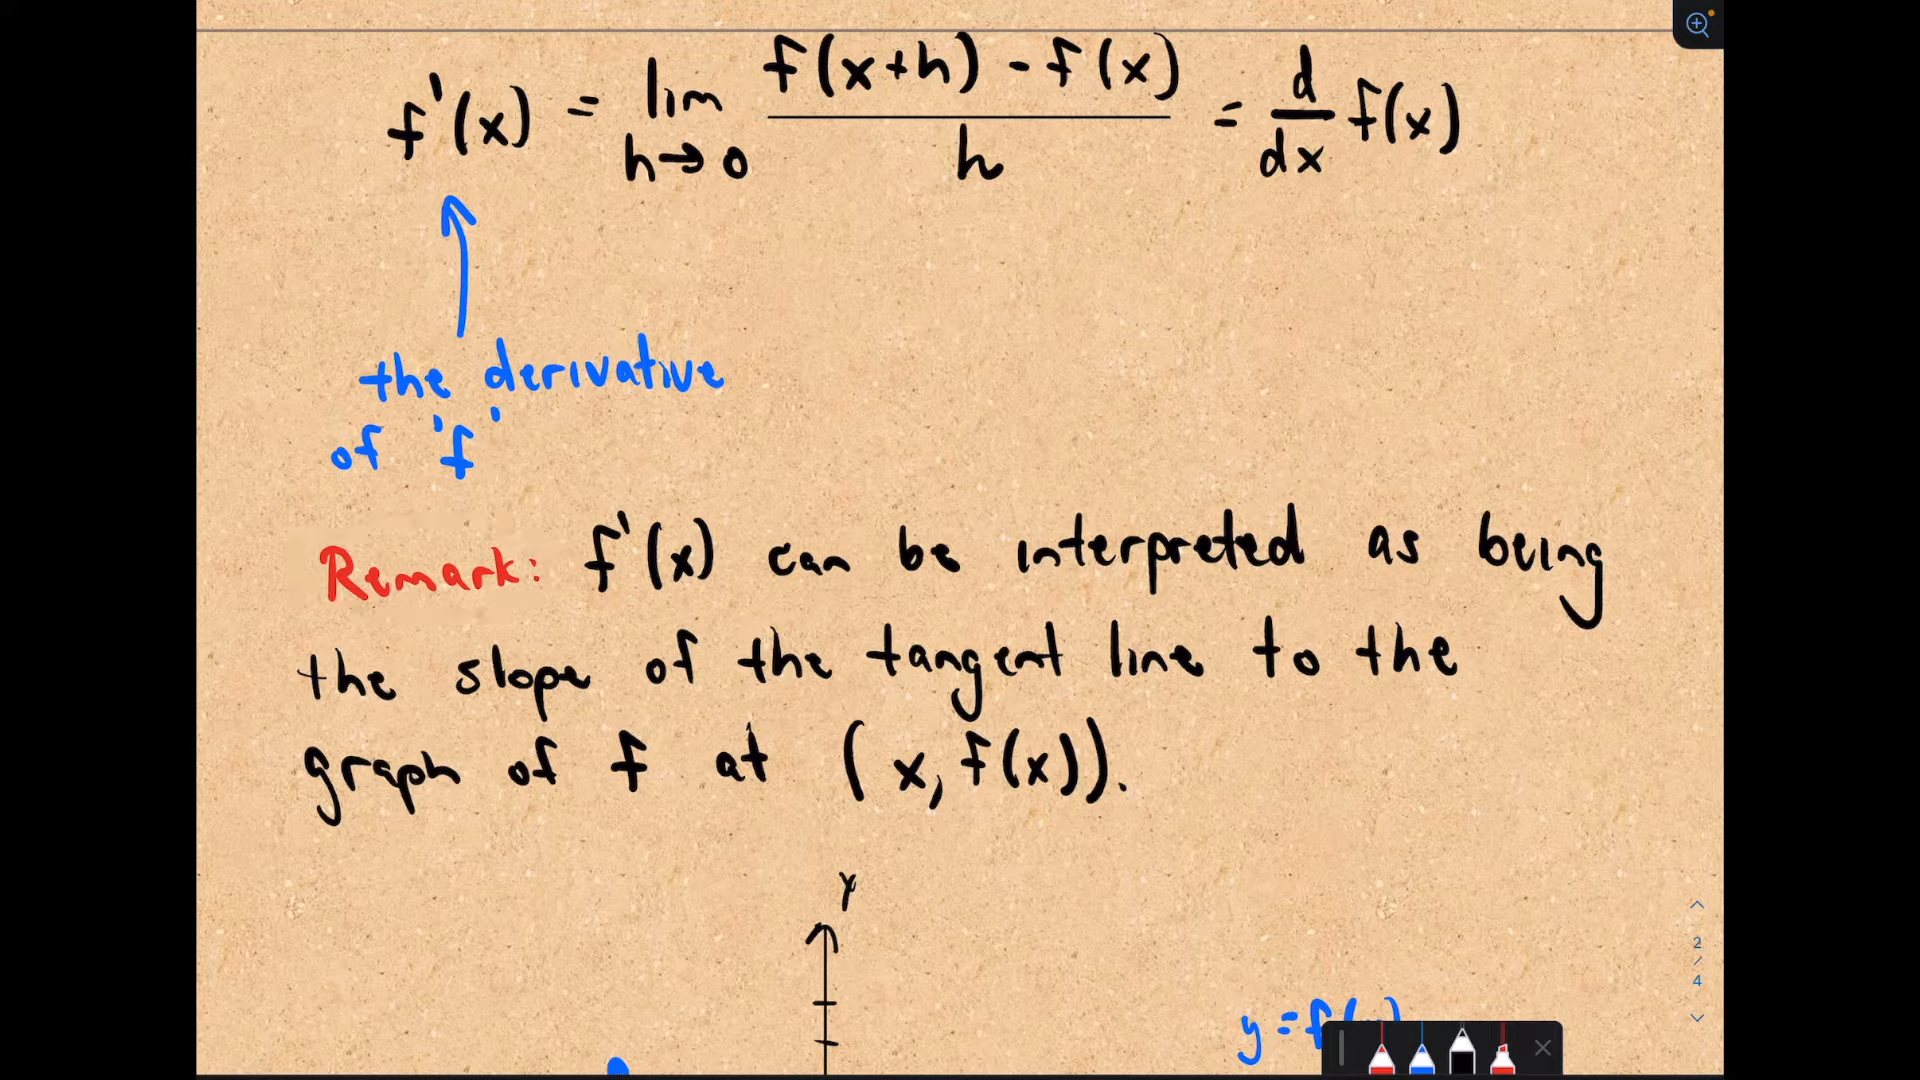 f'(x) = lim h→0 f(x+h) - f(x) / h = d/dx f(x)
the derivative
of 'f'
Remark: f'(x) can be interpreted as being
the slope of the tangent line to the
graph of f at (x, f(x)).
y
y = f(
2
/
4